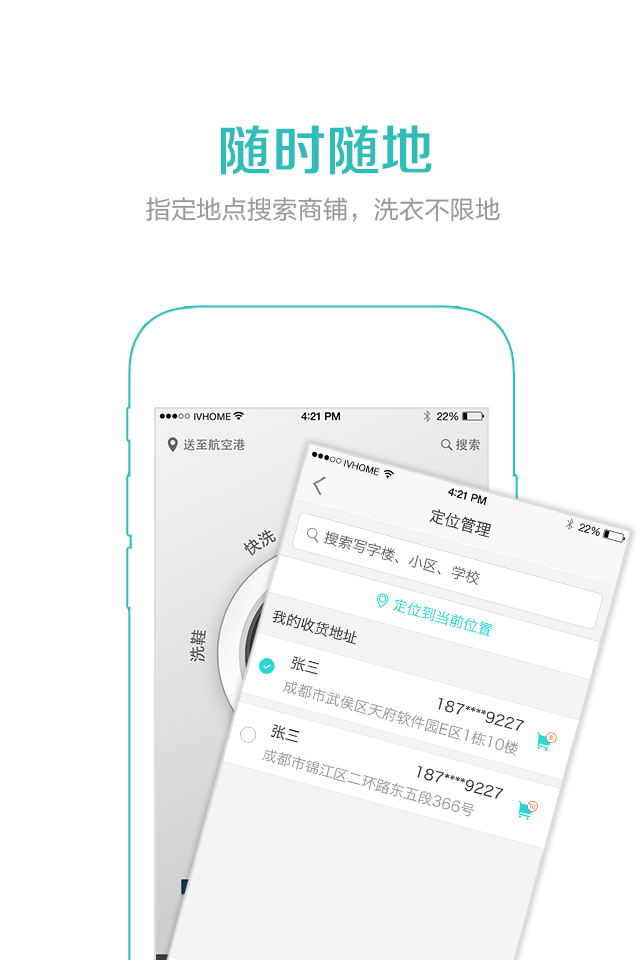 随时随地
指定地点搜索商铺，洗衣不限地
IVHOME 4:21 PM 22%
送至航空港 搜索
快洗
洗鞋
IVHOME 4:21 PM 22%
定位管理
搜索写字楼、小区、学校
定位到当前位置
我的收货地址
张三 187****9227
成都市武侯区天府软件园E区1栋10楼
8
张三 187****9227
成都市锦江区二环路东五段366号
16